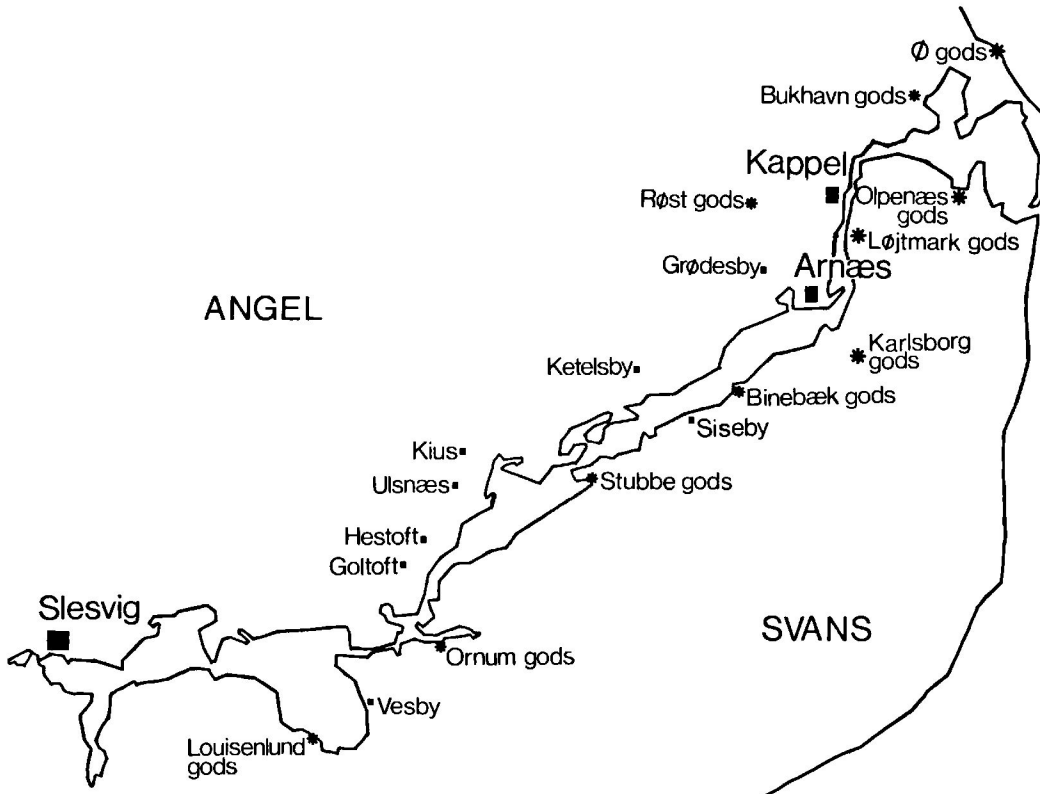 Ø gods
Bukhavn gods
Kappel
Røst gods
Olpenæs
gods
Løjtmark gods
Grødesby
Arnæs
ANGEL
Karlsborg
gods
Ketelsby
Binebæk gods
Siseby
Kius
Ulsnæs
Stubbe gods
Hestoft
Goltoft
Slesvig
SVANS
Ornum gods
Vesby
Louisenlund
gods